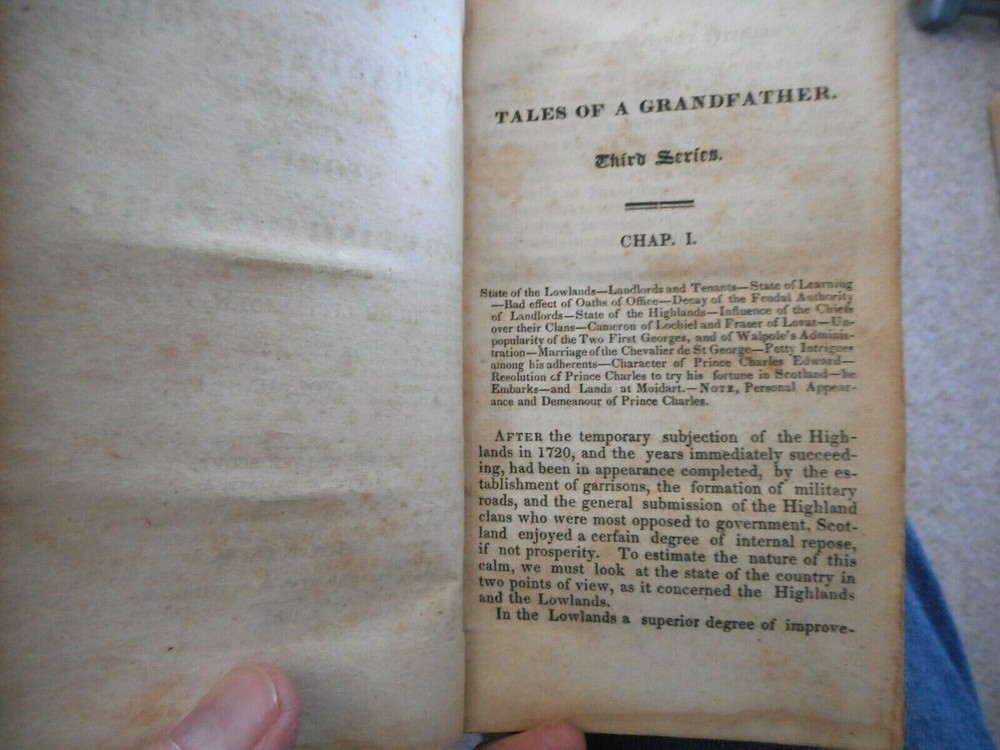 TALES OF A GRANDFATHER.
Third Series.
CHAP. I.
State of the Lowlands—Landlords and Tenants—State of Learning
—Bad effect of Oaths of Office—Decay of the Feudal Authority
of Landlords—State of the Highlands—Influence of the Chiefs
over their Clans—Cameron of Lochiel and Fraser of Lovat—Un-
popularity of the Two First Georges, and of Walpole's Adminis-
tration—Marriage of the Chevalier de St George—Petty Intrigues
among his adherents—Character of Prince Charles Edward—
Resolution of Prince Charles to try his fortune in Scotland—he
Embarks—and Lands at Moidart.—NOTE, Personal Appear-
ance and Demeanour of Prince Charles.
AFTER the temporary subjection of the High-
lands in 1720, and the years immediately succeed-
ing, had been in appearance completed, by the es-
tablishment of garrisons, the formation of military
roads, and the general submission of the Highland
clans who were most opposed to government, Scot-
land enjoyed a certain degree of internal repose,
if not prosperity. To estimate the nature of this
calm, we must look at the state of the country in
two points of view, as it concerned the Highlands
and the Lowlands.
In the Lowlands a superior degree of improve-